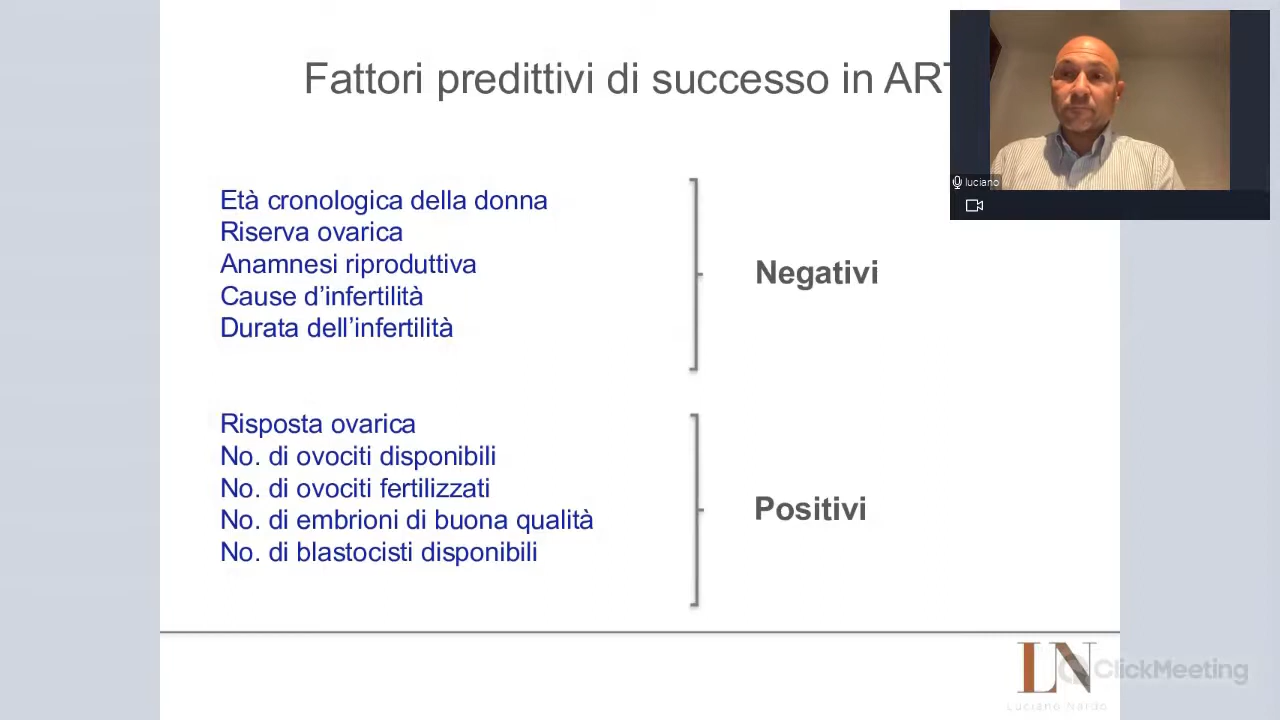 Fattori predittivi di successo in ART
luciano
Età cronologica della donna
Riserva ovarica
Anamnesi riproduttiva
Cause d’infertilità
Durata dell’infertilità
Negativi
Risposta ovarica
No. di ovociti disponibili
No. di ovociti fertilizzati
No. di embrioni di buona qualità
No. di blastocisti disponibili
Positivi
LN
Luciano Nardo
ClickMeeting